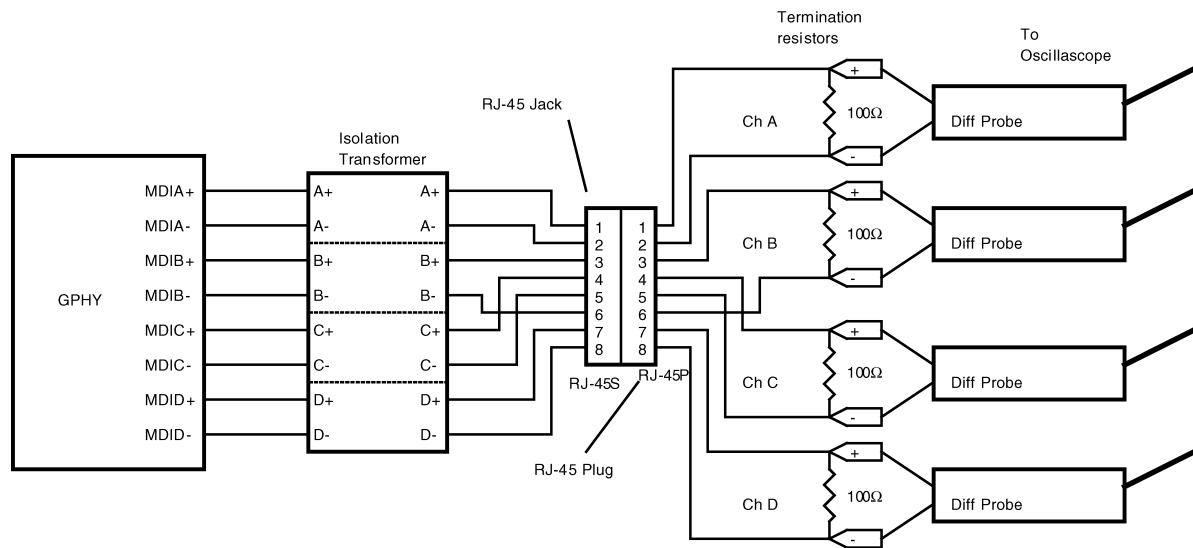 Termination
resistors
To
Oscillascope
RJ-45 Jack
Isolation
Transformer
GPHY
MDIA+
MDIA-
MDIB+
MDIB-
MDIC+
MDIC-
MDID+
MDID-
A+
A-
B+
B-
C+
C-
D+
D-
A+
A-
B+
B-
C+
C-
D+
D-
1
2
3
4
5
6
7
8
1
2
3
4
5
6
7
8
RJ-45S
RJ-45P
RJ-45 Plug
Ch A
+
100Ω
-
Diff Probe
Ch B
+
100Ω
-
Diff Probe
Ch C
+
100Ω
-
Diff Probe
Ch D
+
100Ω
-
Diff Probe